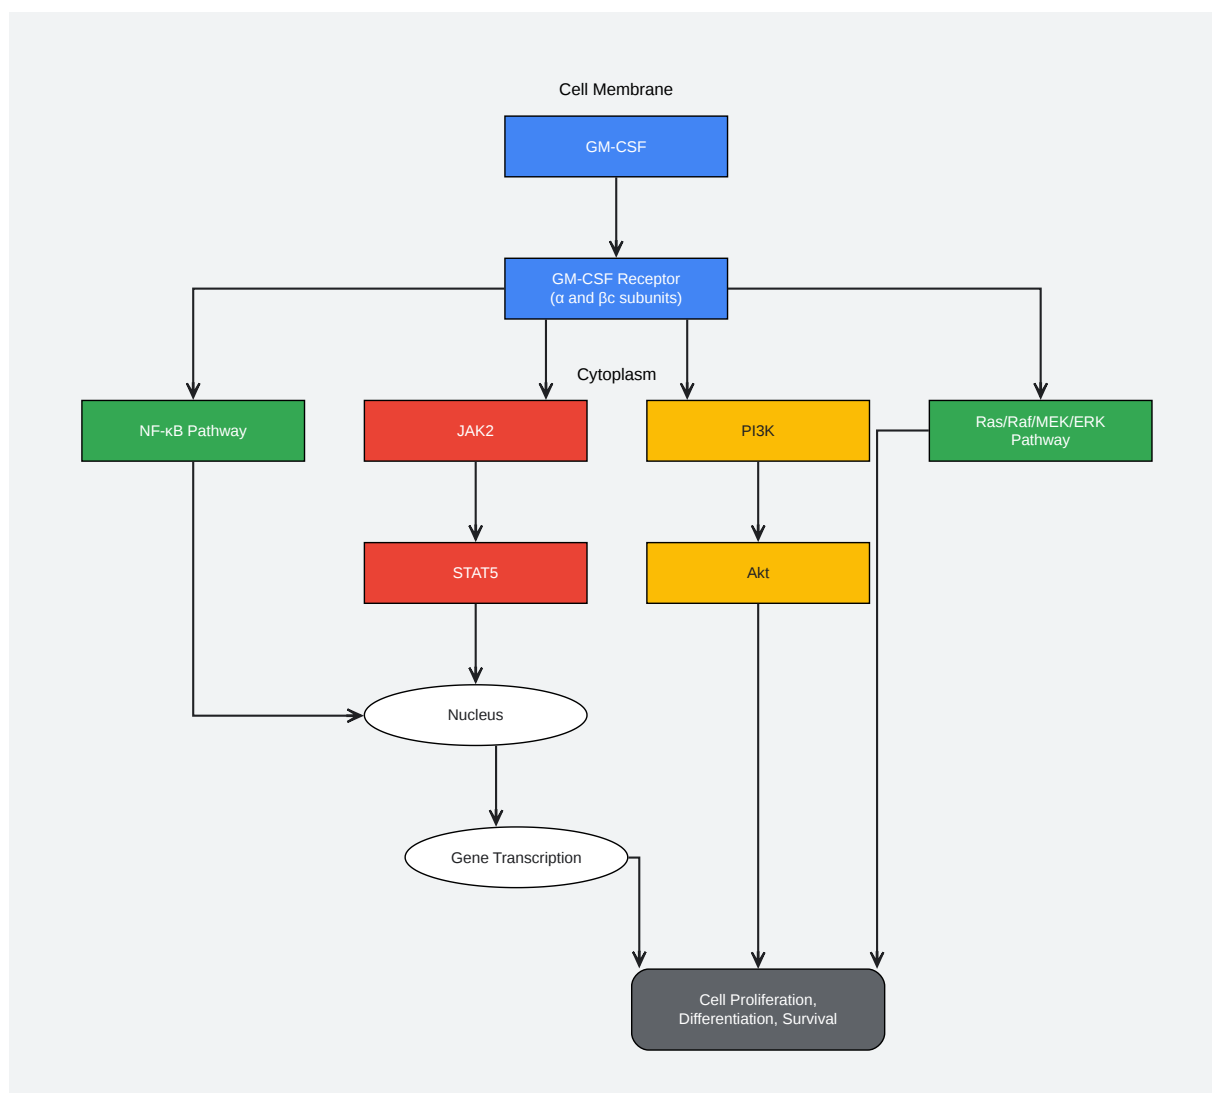 Cell Membrane
GM-CSF
GM-CSF Receptor
(α and βc subunits)
Cytoplasm
NF-κB Pathway
JAK2
PI3K
Ras/Raf/MEK/ERK
Pathway
STAT5
Akt
Nucleus
Gene Transcription
Cell Proliferation,
Differentiation, Survival